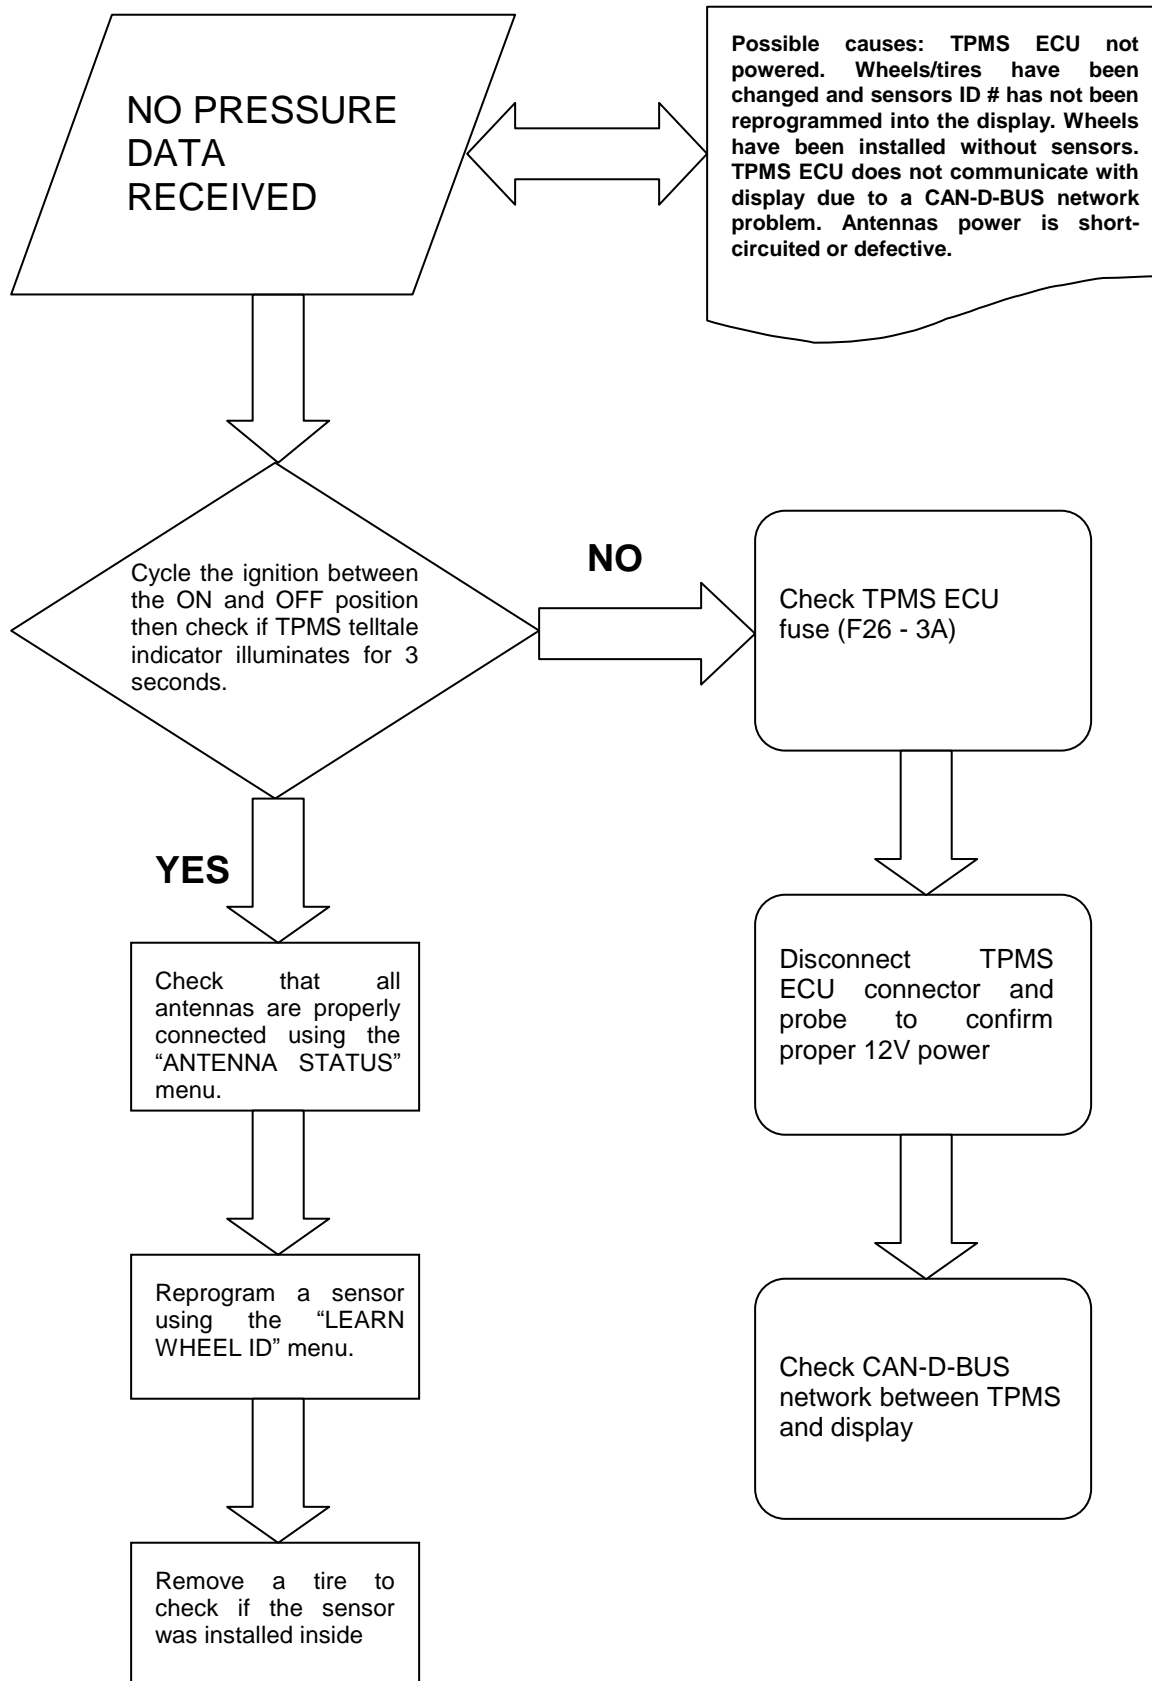 NO PRESSURE
DATA
RECEIVED
Possible causes: TPMS ECU not
powered. Wheels/tires have been
changed and sensors ID # has not been
reprogrammed into the display. Wheels
have been installed without sensors.
TPMS ECU does not communicate with
display due to a CAN-D-BUS network
problem. Antennas power is short-
circuited or defective.
Cycle the ignition between
the ON and OFF position
then check if TPMS telltale
indicator illuminates for 3
seconds.
NO
Check TPMS ECU
fuse (F26 - 3A)
YES
Check that all
antennas are properly
connected using the
“ANTENNA STATUS”
menu.
Disconnect TPMS
ECU connector and
probe to confirm
proper 12V power
Reprogram a sensor
using the “LEARN
WHEEL ID” menu.
Check CAN-D-BUS
network between TPMS
and display
Remove a tire to
check if the sensor
was installed inside